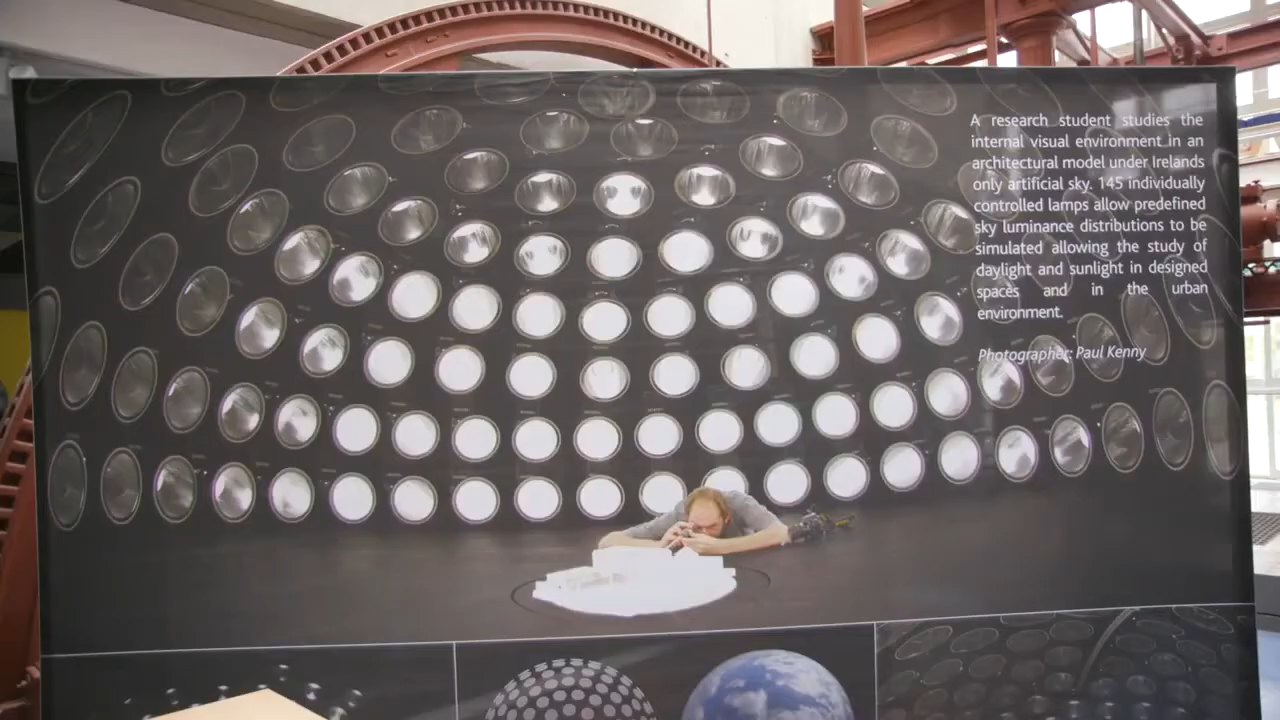 A research student studies the
internal visual environment in an
architectural model under Irelands
only artificial sky. 145 individually
controlled lamps allow predefined
sky luminance distributions to be
simulated allowing the study of
daylight and sunlight in designed
spaces and in the urban
environment.
Photographer: Paul Kenny